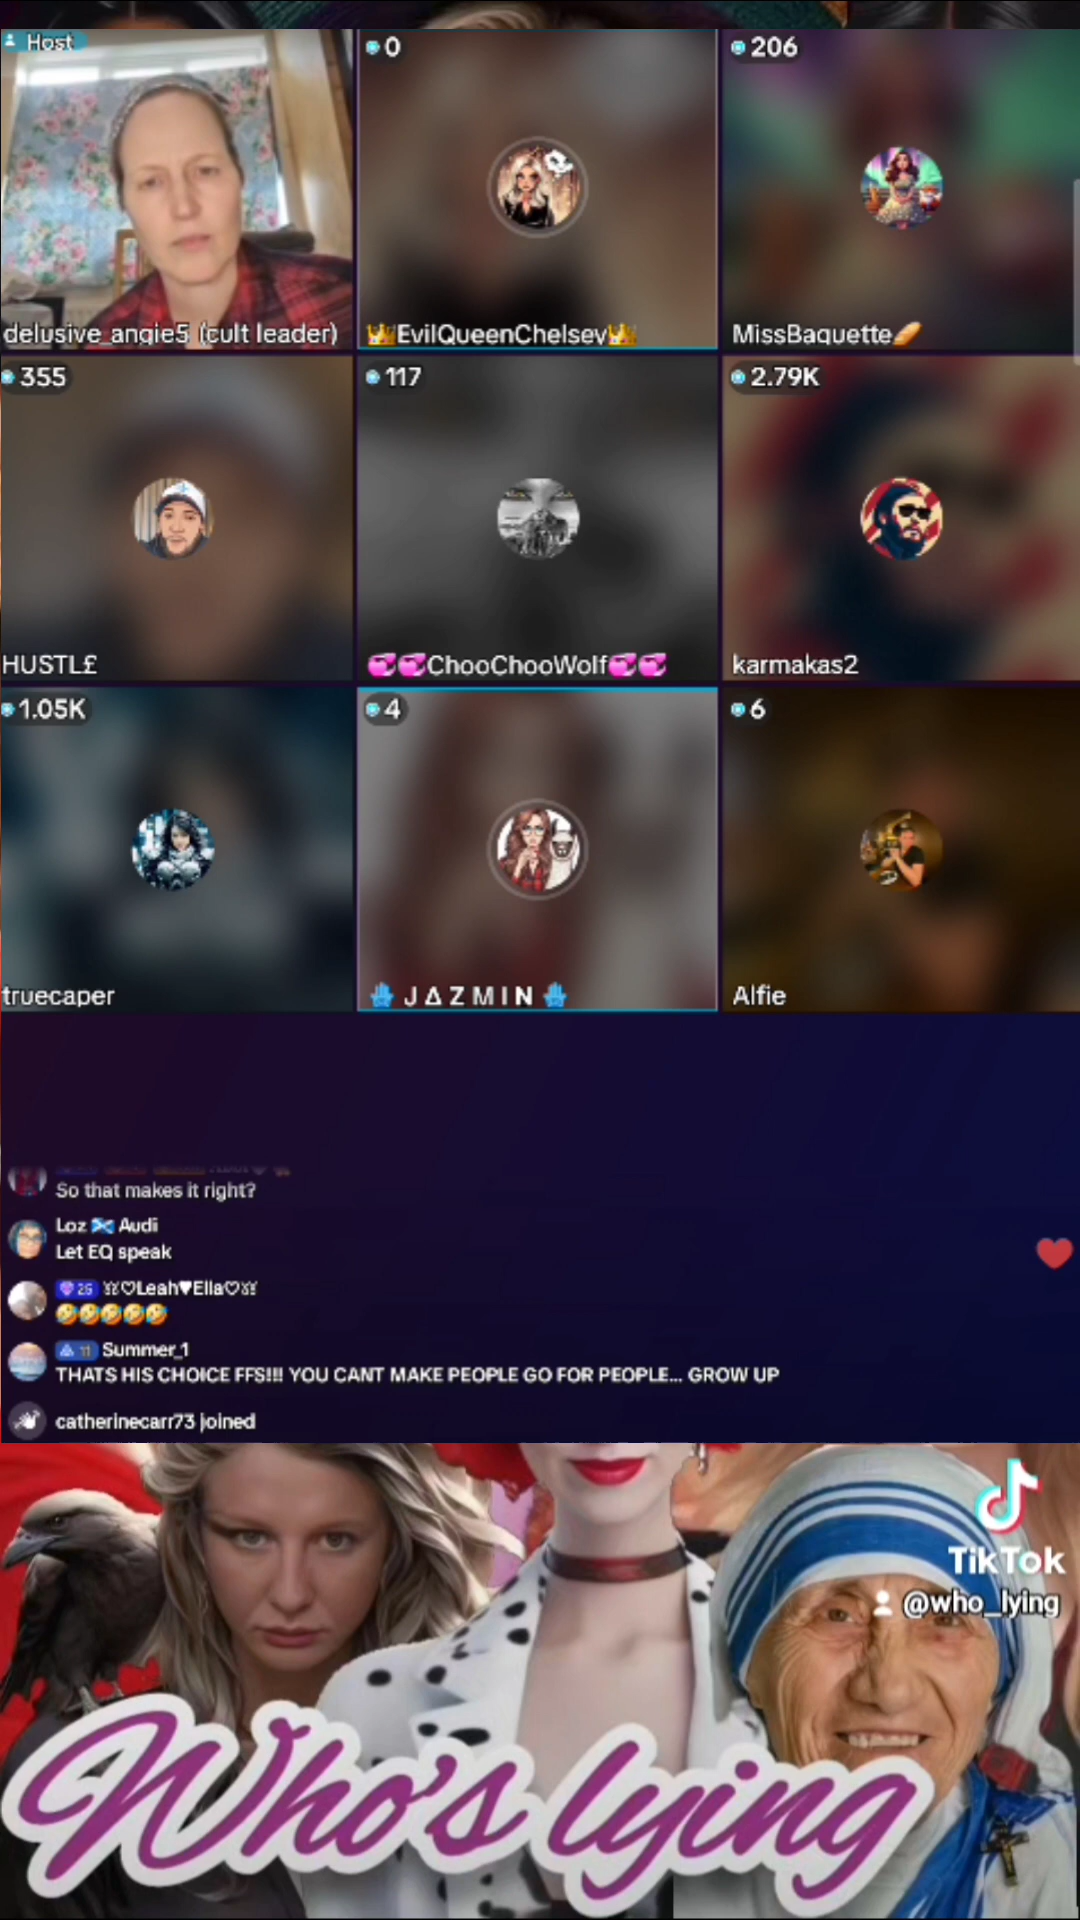 Host
0
206
delusive_angie5 (cult leader)
👑EvilQueenChelsey👑
MissBaguette🥖
355
117
2.79K
HUSTL£
💞💞ChooChooWolf💞💞
karmakas2
1.05K
4
6
truecaper
🪬 J Δ Z M I N 🪬
Alfie
So that makes it right?
Loz 🏴󠁧󠁢󠁳󠁣󠁴󠁿 Audi
Let EQ speak
25 ꔛ♡Leah♥Ella♡ꔛ
🤣🤣🤣🤣🤣
11 Summer_1
THATS HIS CHOICE FFS!!! YOU CANT MAKE PEOPLE GO FOR PEOPLE... GROW UP
catherinecarr73 joined
TikTok
@who_lying
Who's lying